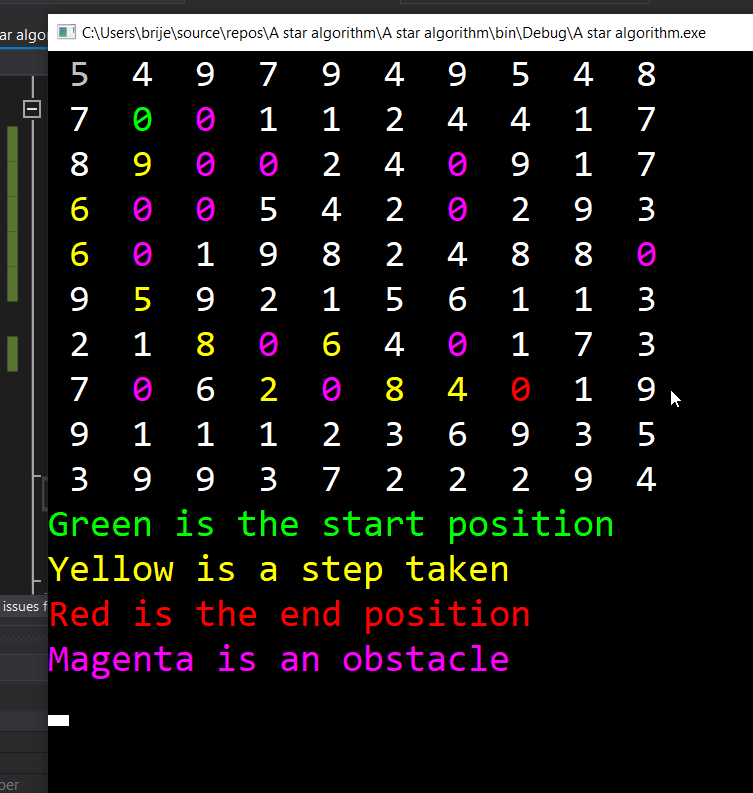 C:\Users\brije\source\repos\A star algorithm\A star algorithm\bin\Debug\A star algorithm.exe
ar algo
5 4 9 7 9 4 9 5 4 8
7 0 0 1 1 2 4 4 1 7
8 9 0 0 2 4 0 9 1 7
6 0 0 5 4 2 0 2 9 3
6 0 1 9 8 2 4 8 8 0
9 5 9 2 1 5 6 1 1 3
2 1 8 0 6 4 0 1 7 3
7 0 6 2 0 8 4 0 1 9
9 1 1 1 2 3 6 9 3 5
3 9 9 3 7 2 2 2 9 4
Green is the start position
Yellow is a step taken
Red is the end position
issues f
Magenta is an obstacle
ber